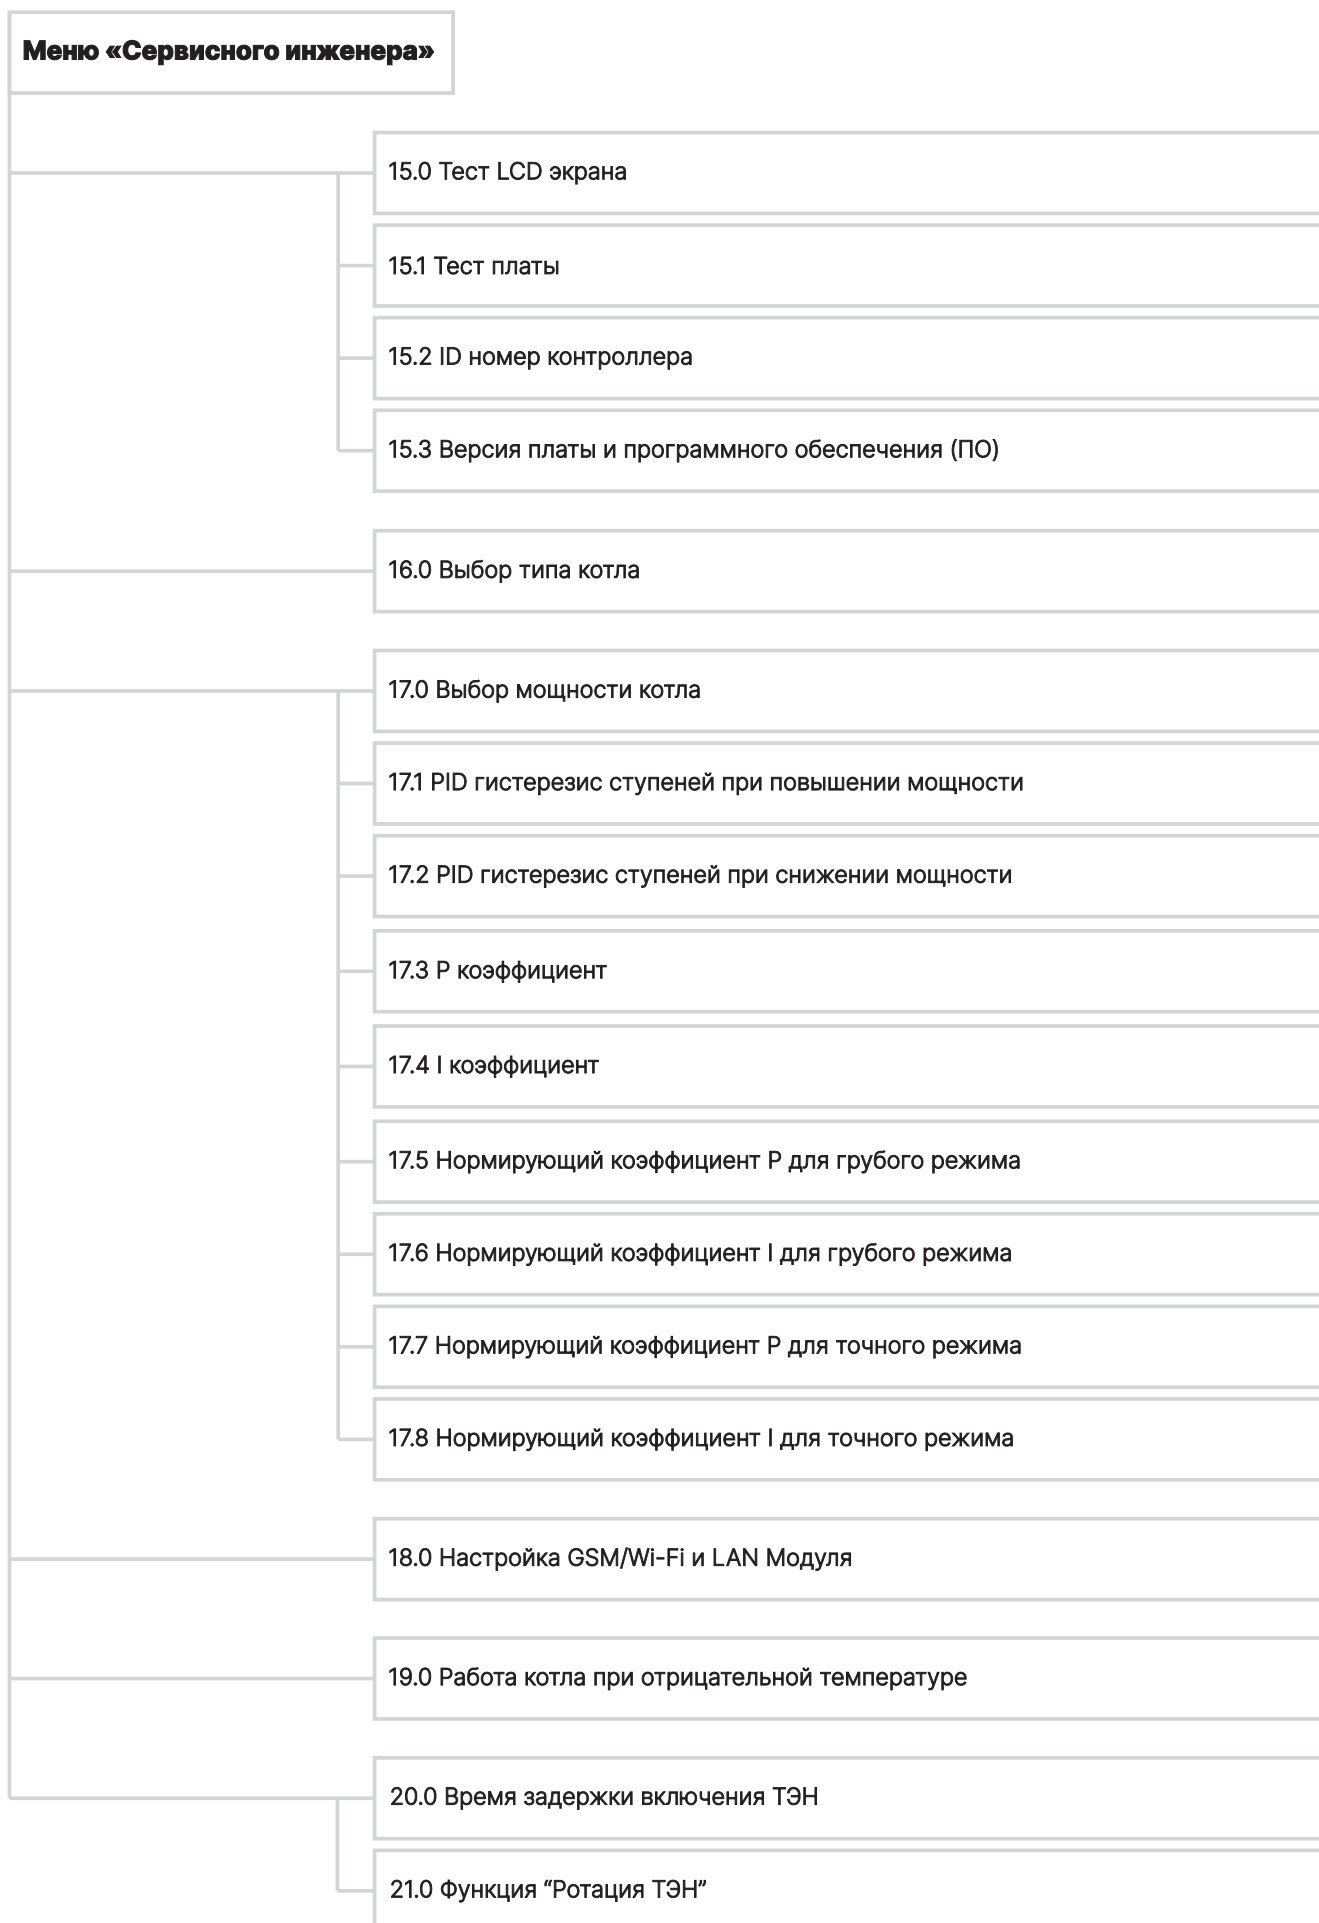 Меню «Сервисного инженера»
15.0 Тест LCD экрана
15.1 Тест платы
15.2 ID номер контроллера
15.3 Версия платы и программного обеспечения (ПО)
16.0 Выбор типа котла
17.0 Выбор мощности котла
17.1 PID гистерезис ступеней при повышении мощности
17.2 PID гистерезис ступеней при снижении мощности
17.3 P коэффициент
17.4 I коэффициент
17.5 Нормирующий коэффициент P для грубого режима
17.6 Нормирующий коэффициент I для грубого режима
17.7 Нормирующий коэффициент P для точного режима
17.8 Нормирующий коэффициент I для точного режима
18.0 Настройка GSM/Wi-Fi и LAN Модуля
19.0 Работа котла при отрицательной температуре
20.0 Время задержки включения ТЭН
21.0 Функция “Ротация ТЭН”